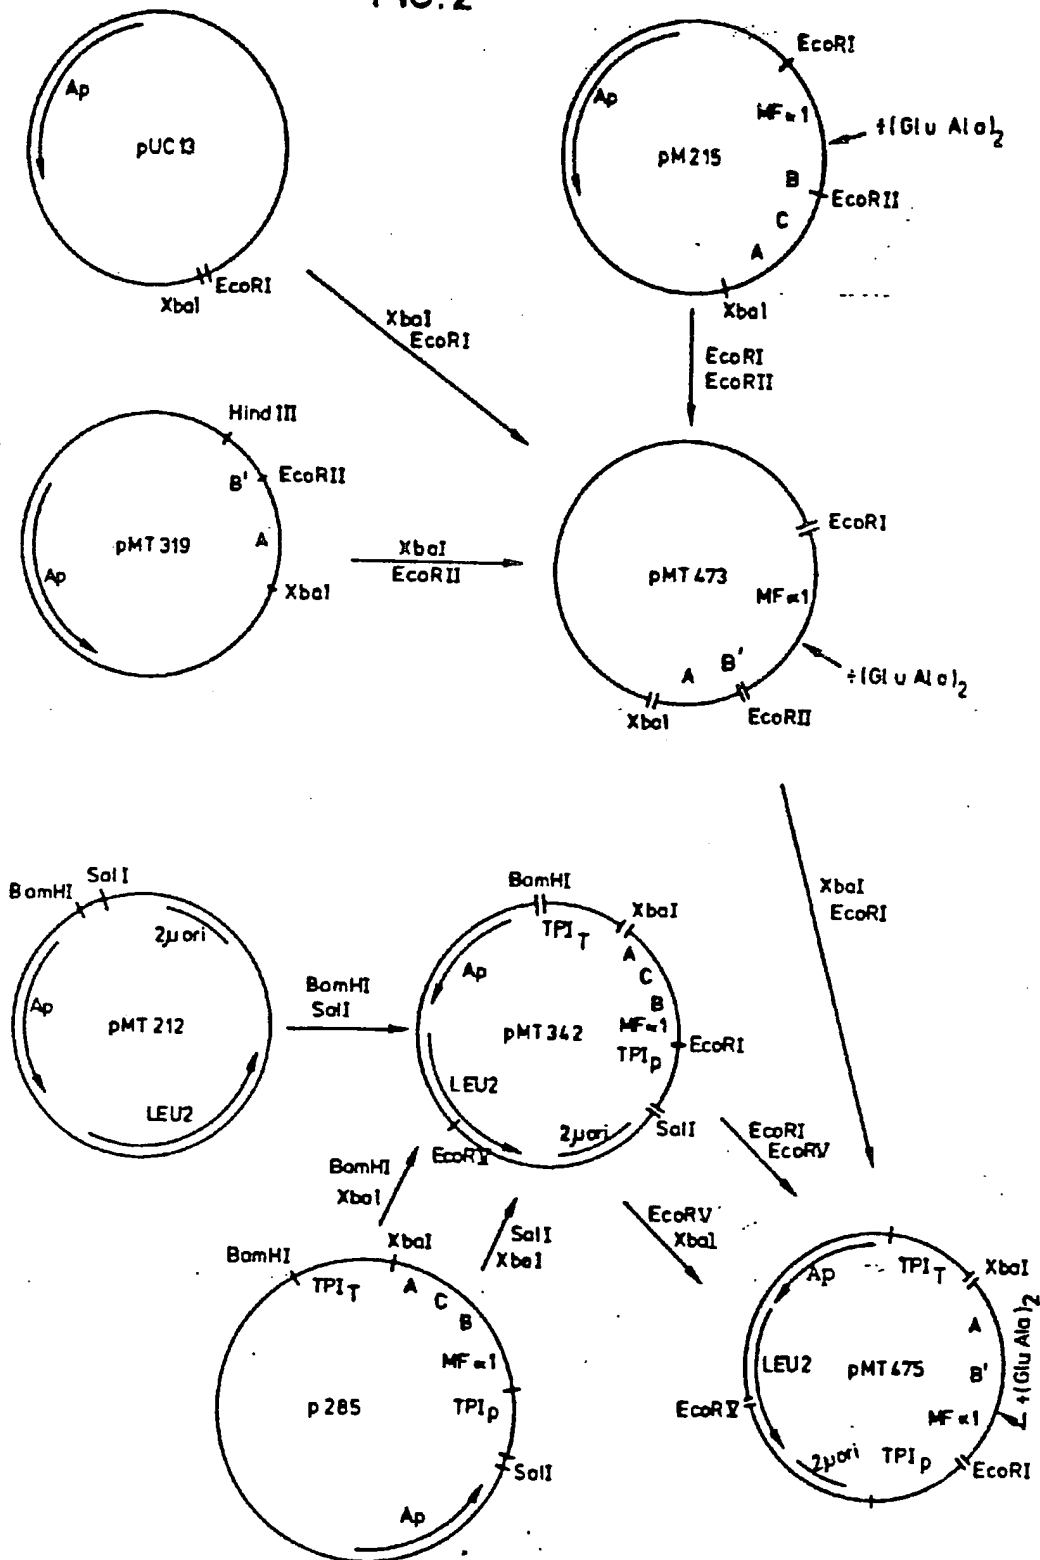 FIG. 2
Ap
pUC13
XbaI
EcoRI
Ap
pM215
EcoRI
MFα1
÷(Glu Ala)2
B
EcoRII
C
A
XbaI
XbaI
EcoRI
EcoRI
EcoRII
Hind III
B' EcoRII
pMT319
A
Ap
XbaI
XbaI
EcoRII
pMT473
EcoRI
MFα1
÷(Glu Ala)2
A
B'
XbaI
EcoRII
XbaI
EcoRI
BamHI
SalI
2μ ori
Ap
pMT212
LEU2
BamHI
SalI
BamHI
TPIT
XbaI
Ap
A
C
B
pMT342
MFα1
TPIp
EcoRI
LEU2
2μ ori
SalI
EcoRV
BamHI
XbaI
SalI
XbaI
EcoRI
EcoRV
EcoRV
XbaI
BamHI
XbaI
TPIT
A
C
B
MFα1
p285
TPIp
SalI
Ap
Ap
TPIT
XbaI
A
LEU2
pMT475
B'
÷(Glu Ala)2
EcoRV
MFα1
2μ ori
TPIp
EcoRI